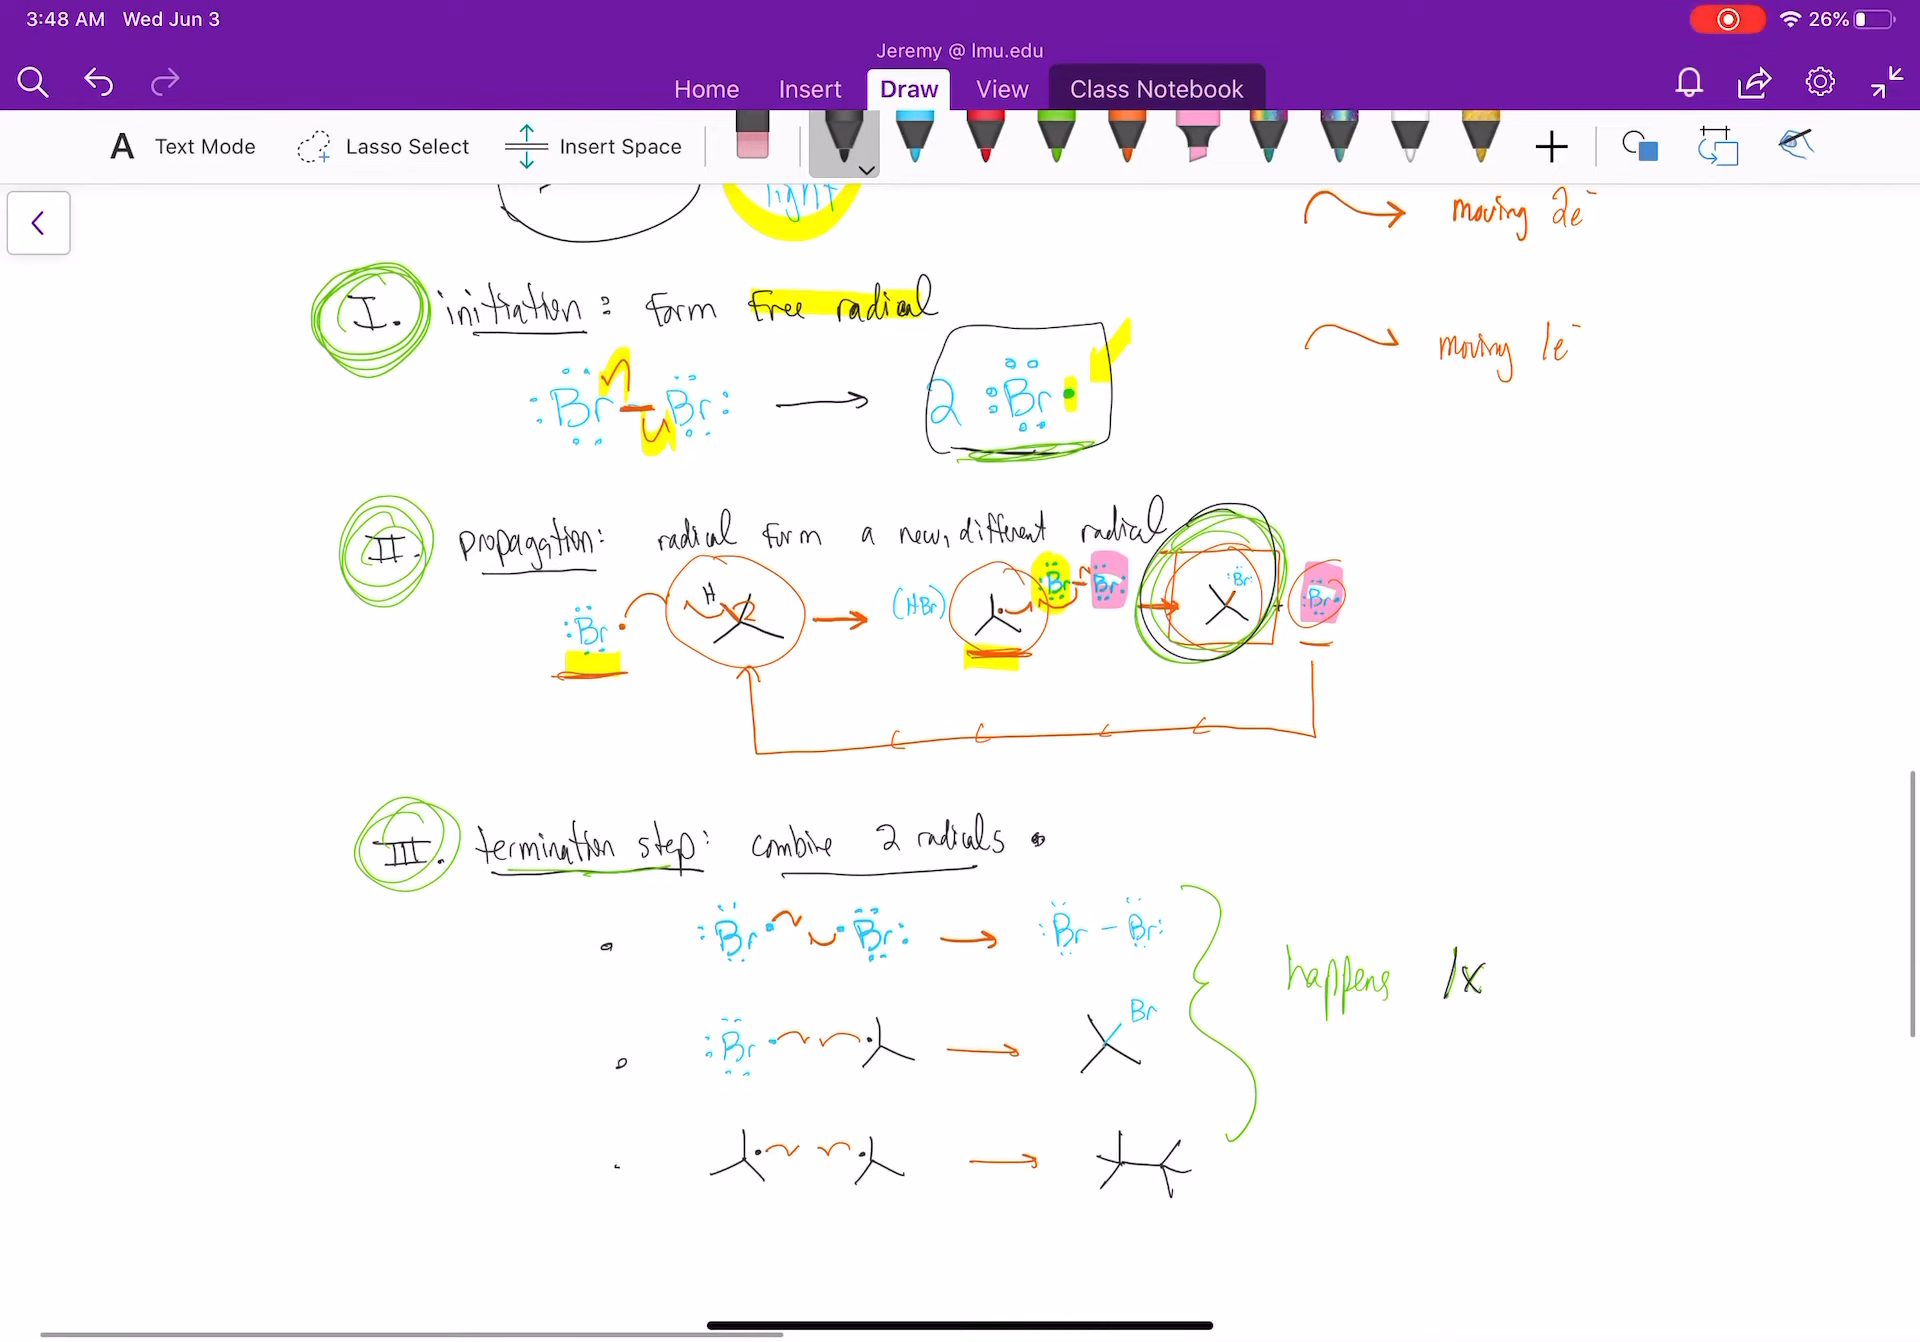 3:48 AM Wed Jun 3
26%
Jeremy @ lmu.edu
Home Insert Draw View Class Notebook
A Text Mode Lasso Select Insert Space
light
moving 2e⁻
I. initiation: form free radical
moving 1e⁻
:Br–Br: 2 :Br•
II. propagation: radical form a new, different radical
:Br• H (HBr) :Br–Br: :Br: + :Br•
III. termination step: combine 2 radicals •
:Br• •Br: :Br–Br:
happens 1x
:Br• Br